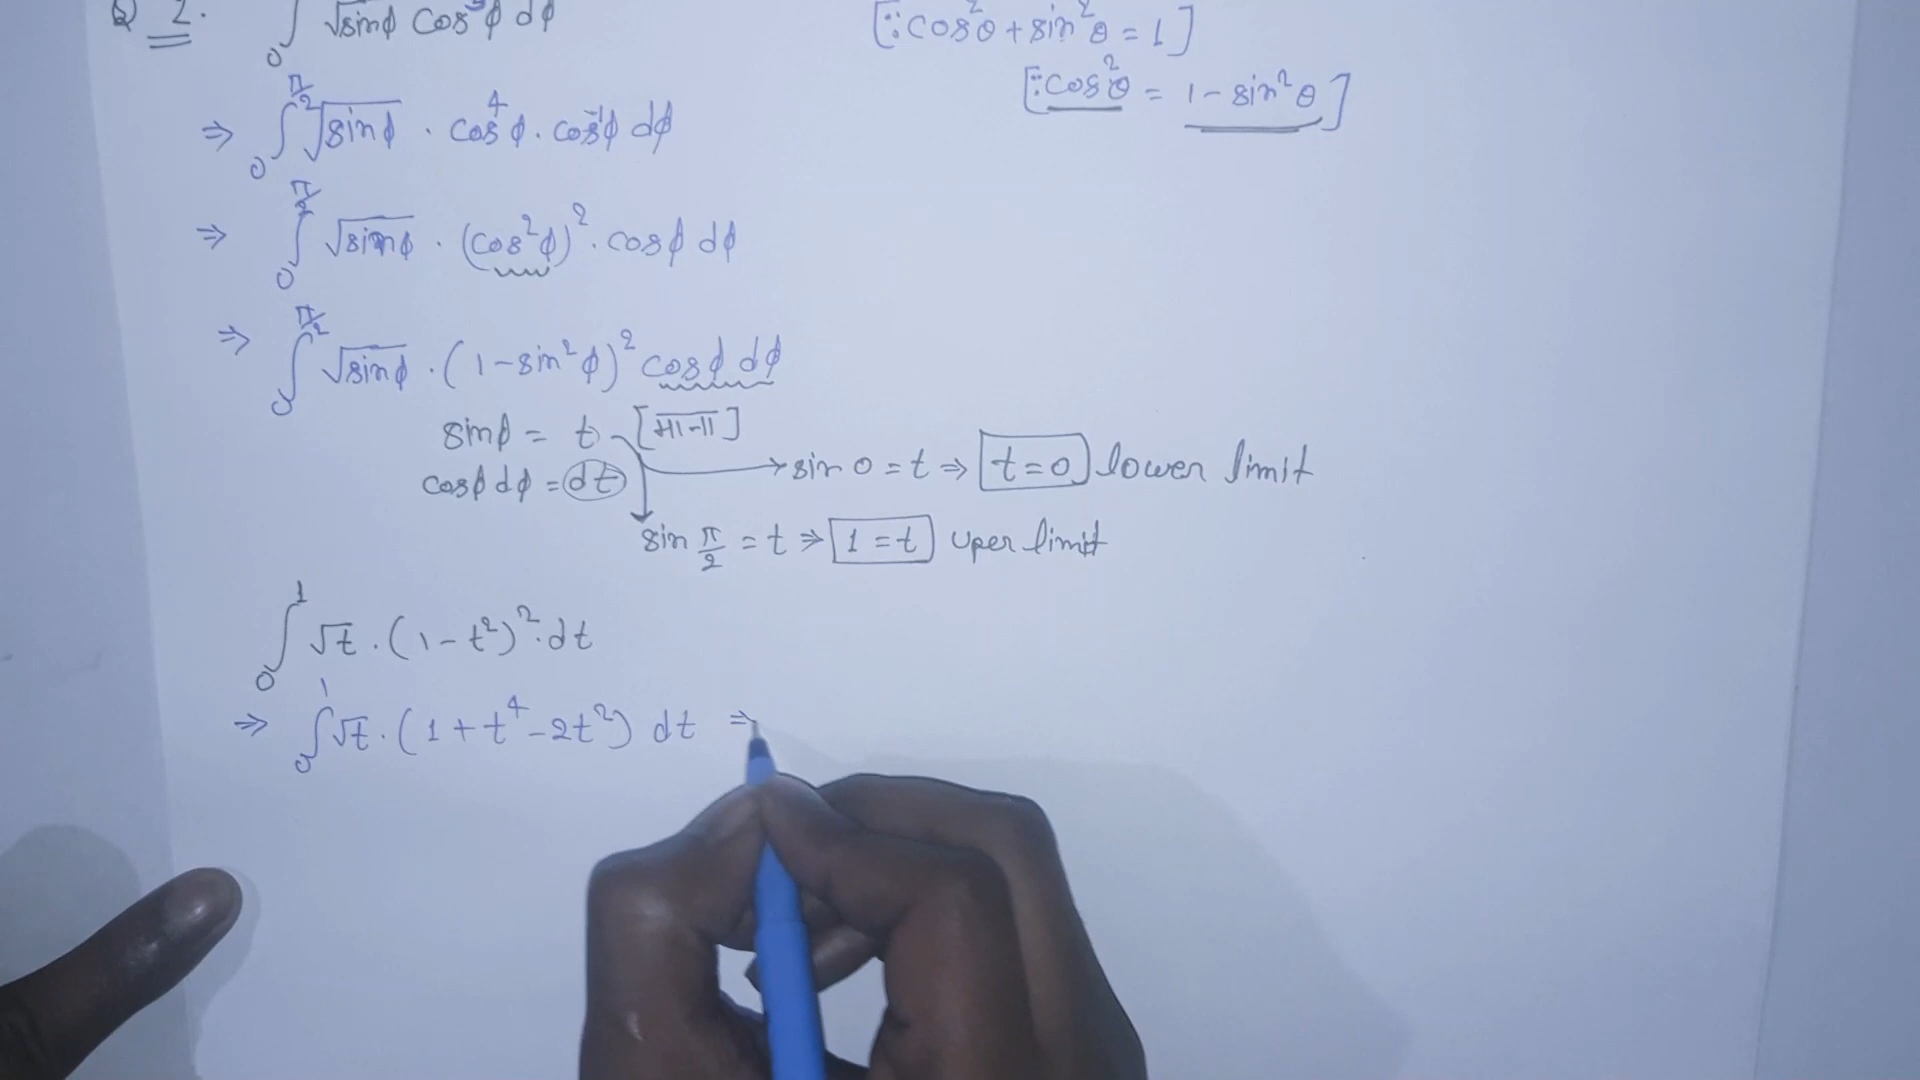 Q 2. ∫₀ √sinϕ cos⁵ϕ dϕ
[∵ cos²θ + sin²θ = 1]
[∵ cos²θ = 1 - sin²θ]
⇒ ∫₀^π/2 √sinϕ · cos⁴ϕ · cos¹ϕ dϕ
⇒ ∫₀^π/2 √sinϕ · (cos²ϕ)² · cosϕ dϕ
⇒ ∫₀^π/2 √sinϕ · (1 - sin²ϕ)² cosϕ dϕ
sinϕ = t [माना]
cosϕ dϕ = dt → sin 0 = t ⇒ t = 0 lower limit
sin π/2 = t ⇒ 1 = t uper limit
∫₀¹ √t · (1 - t²)² · dt
⇒ ∫₀¹ √t · (1 + t⁴ - 2t²) dt ⇒